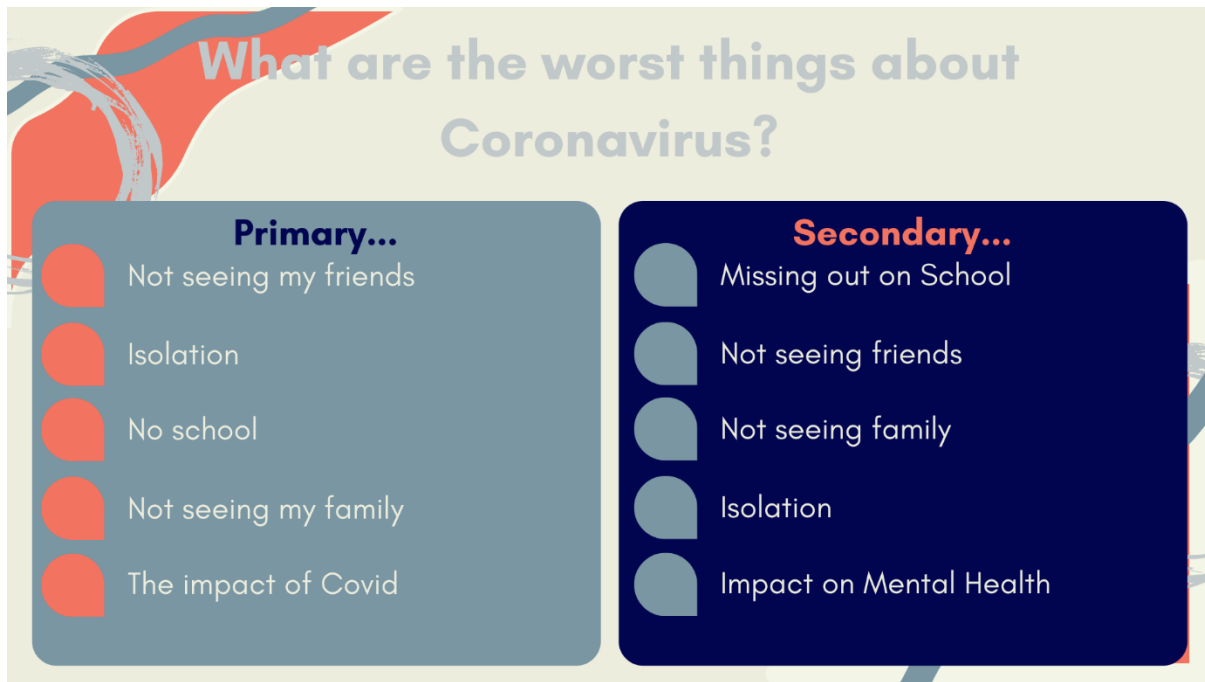 What are the worst things about
Coronavirus?
Primary...
Not seeing my friends
Isolation
No school
Not seeing my family
The impact of Covid
Secondary...
Missing out on School
Not seeing friends
Not seeing family
Isolation
Impact on Mental Health